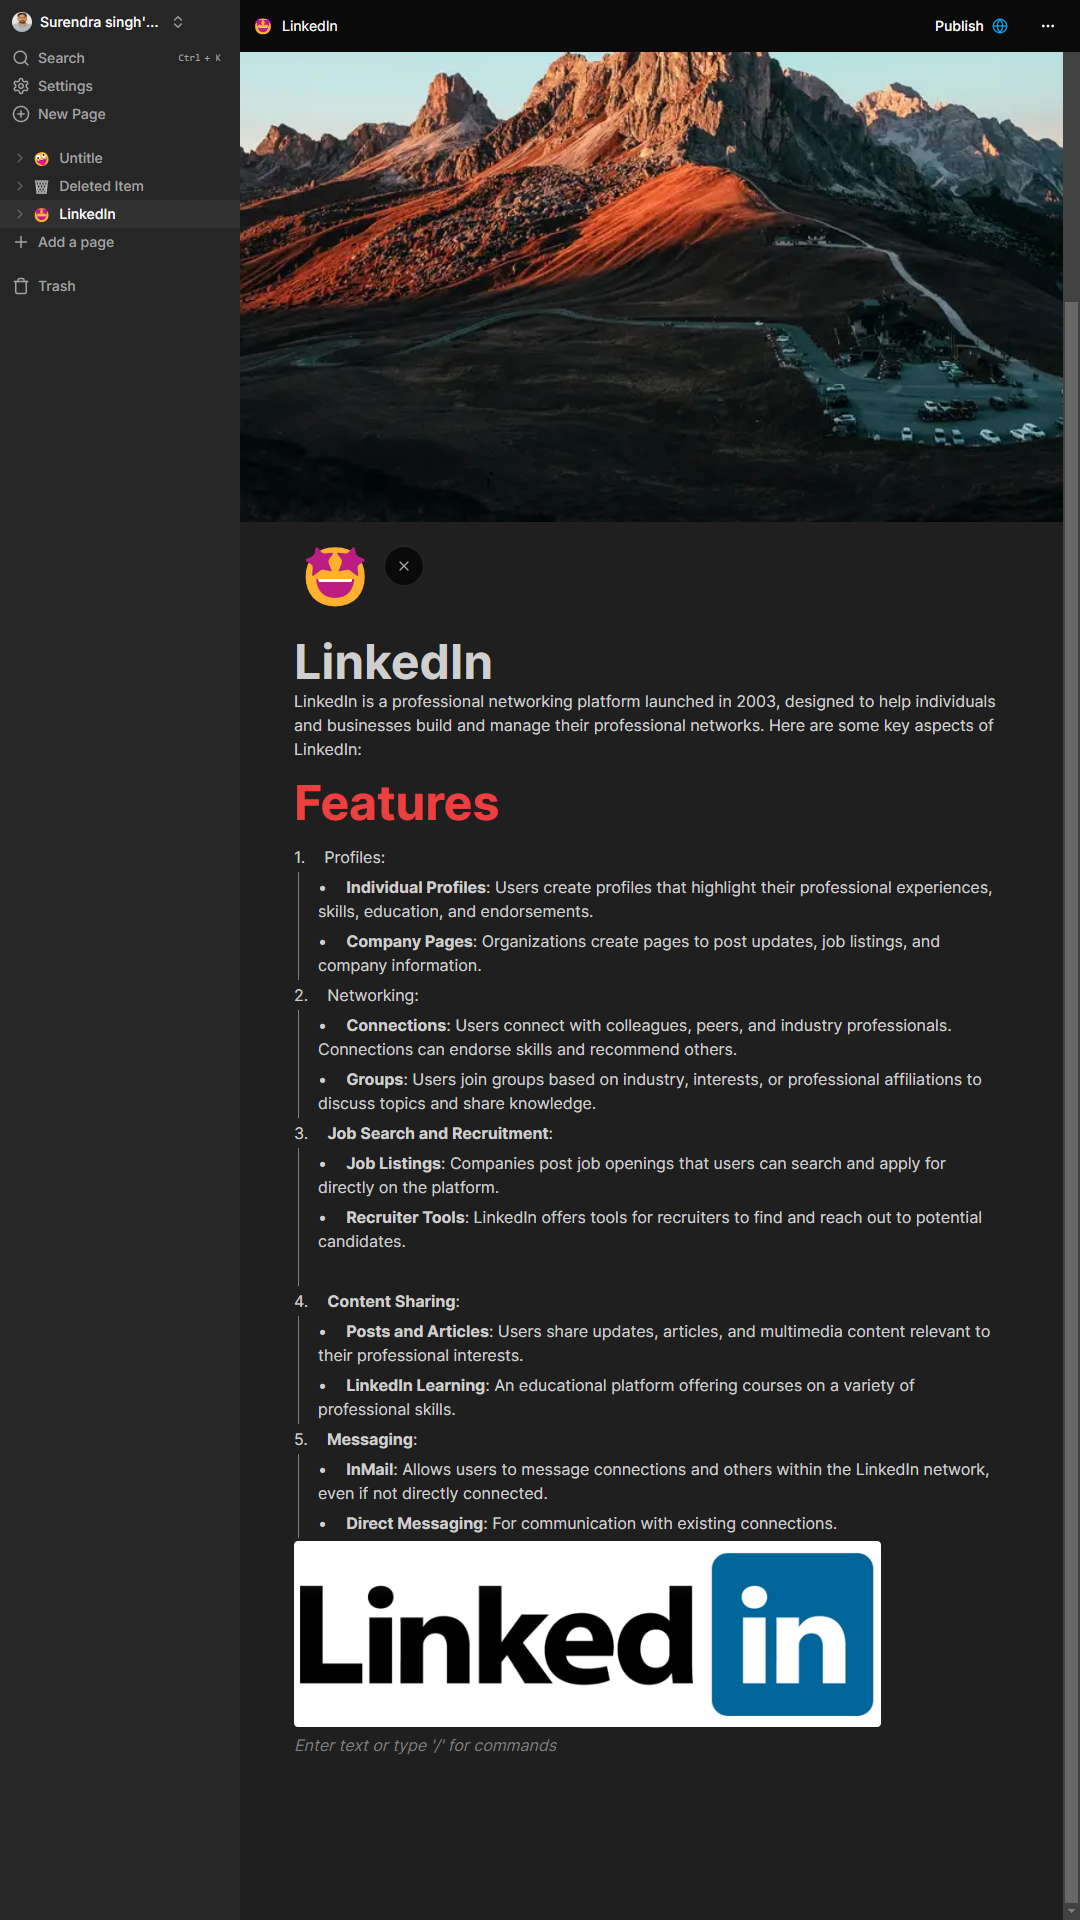 Surendra singh'...
Search Ctrl + K
Settings
New Page
Untitle
Deleted Item
LinkedIn
Add a page
Trash
LinkedIn
Publish
LinkedIn
LinkedIn is a professional networking platform launched in 2003, designed to help individuals
and businesses build and manage their professional networks. Here are some key aspects of
LinkedIn:
Features
1. Profiles:
• Individual Profiles: Users create profiles that highlight their professional experiences,
skills, education, and endorsements.
• Company Pages: Organizations create pages to post updates, job listings, and
company information.
2. Networking:
• Connections: Users connect with colleagues, peers, and industry professionals.
Connections can endorse skills and recommend others.
• Groups: Users join groups based on industry, interests, or professional affiliations to
discuss topics and share knowledge.
3. Job Search and Recruitment:
• Job Listings: Companies post job openings that users can search and apply for
directly on the platform.
• Recruiter Tools: LinkedIn offers tools for recruiters to find and reach out to potential
candidates.
4. Content Sharing:
• Posts and Articles: Users share updates, articles, and multimedia content relevant to
their professional interests.
• LinkedIn Learning: An educational platform offering courses on a variety of
professional skills.
5. Messaging:
• InMail: Allows users to message connections and others within the LinkedIn network,
even if not directly connected.
• Direct Messaging: For communication with existing connections.
Linked in
Enter text or type '/' for commands